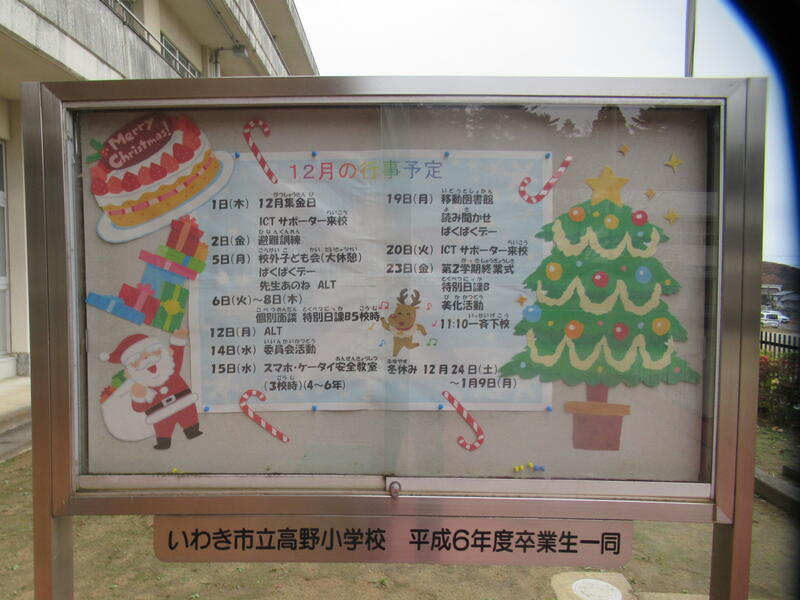 Merry
Christmas!
12月の行事予定
1日(木) 12月集金日
ICTサポーター来校
2日(金) 避難訓練
5日(月) 校外子ども会(大休憩)
ぱくぱくデー
先生あのね ALT
6日(火)～8日(木)
個別面談 特別日課B5校時
12日(月) ALT
14日(水) 委員会活動
15日(水) スマホ・ケータイ安全教室
(3校時)(4～6年)
19日(月) 移動図書館
読み聞かせ
ぱくぱくデー
20日(火) ICTサポーター来校
23日(金) 第2学期終業式
特別日課B
美化活動
✓11:10一斉下校
冬休み 12月24日(土)
～1月9日(月)
いわき市立高野小学校 平成6年度卒業生一同